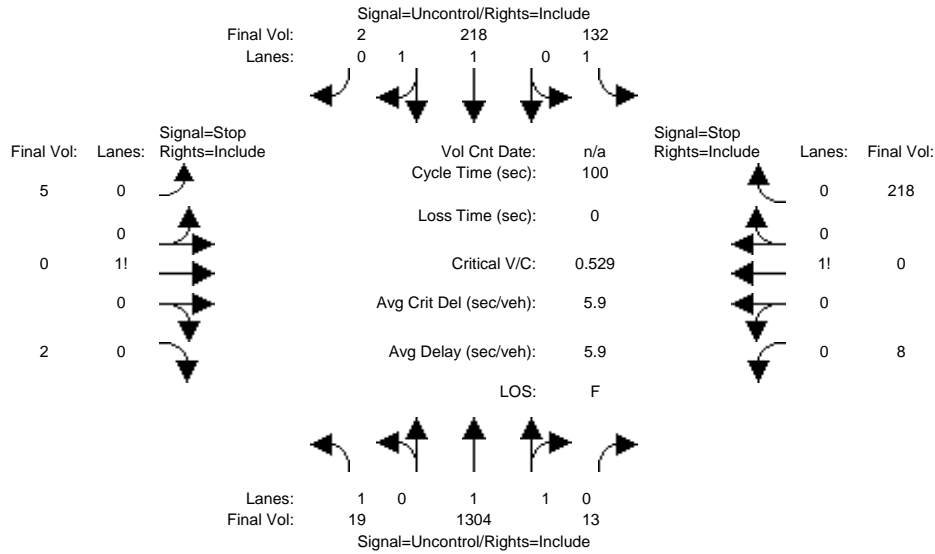 Signal=Uncontrol/Rights=Include
Final Vol: 2 218 132
Lanes: 0 1 1 0 1
Signal=Stop Signal=Stop
Final Vol: Lanes: Rights=Include Vol Cnt Date: n/a Rights=Include Lanes: Final Vol:
Cycle Time (sec): 100
5 0 0 218
Loss Time (sec): 0
0 0
0 1! Critical V/C: 0.529 1! 0
0 Avg Crit Del (sec/veh): 5.9 0
2 0 Avg Delay (sec/veh): 5.9 0 8
LOS: F
Lanes: 1 0 1 1 0
Final Vol: 19 1304 13
Signal=Uncontrol/Rights=Include